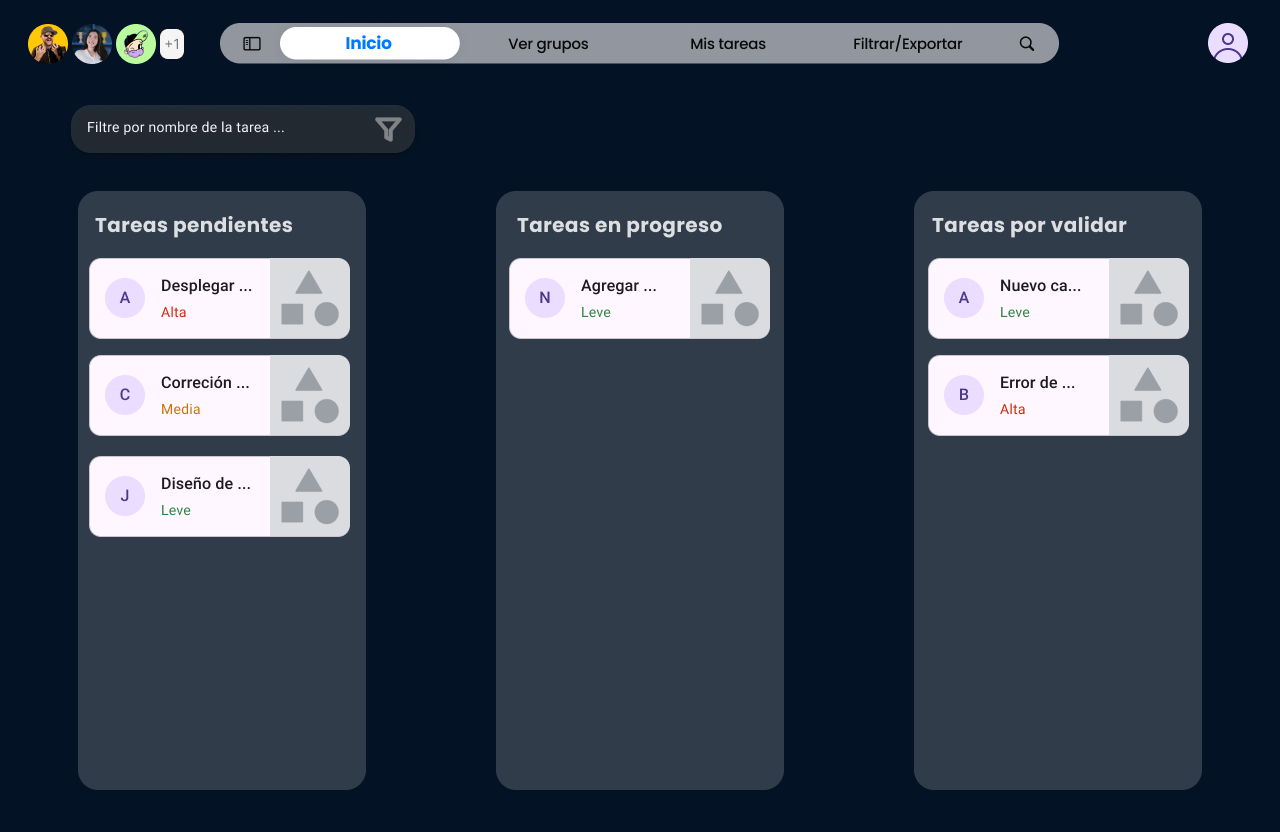 +1
Inicio
Ver grupos
Mis tareas
Filtrar/Exportar
Filtre por nombre de la tarea ...
Tareas pendientes
A
Desplegar ...
Alta
C
Correción ...
Media
J
Diseño de ...
Leve
Tareas en progreso
N
Agregar ...
Leve
Tareas por validar
A
Nuevo ca...
Leve
B
Error de ...
Alta